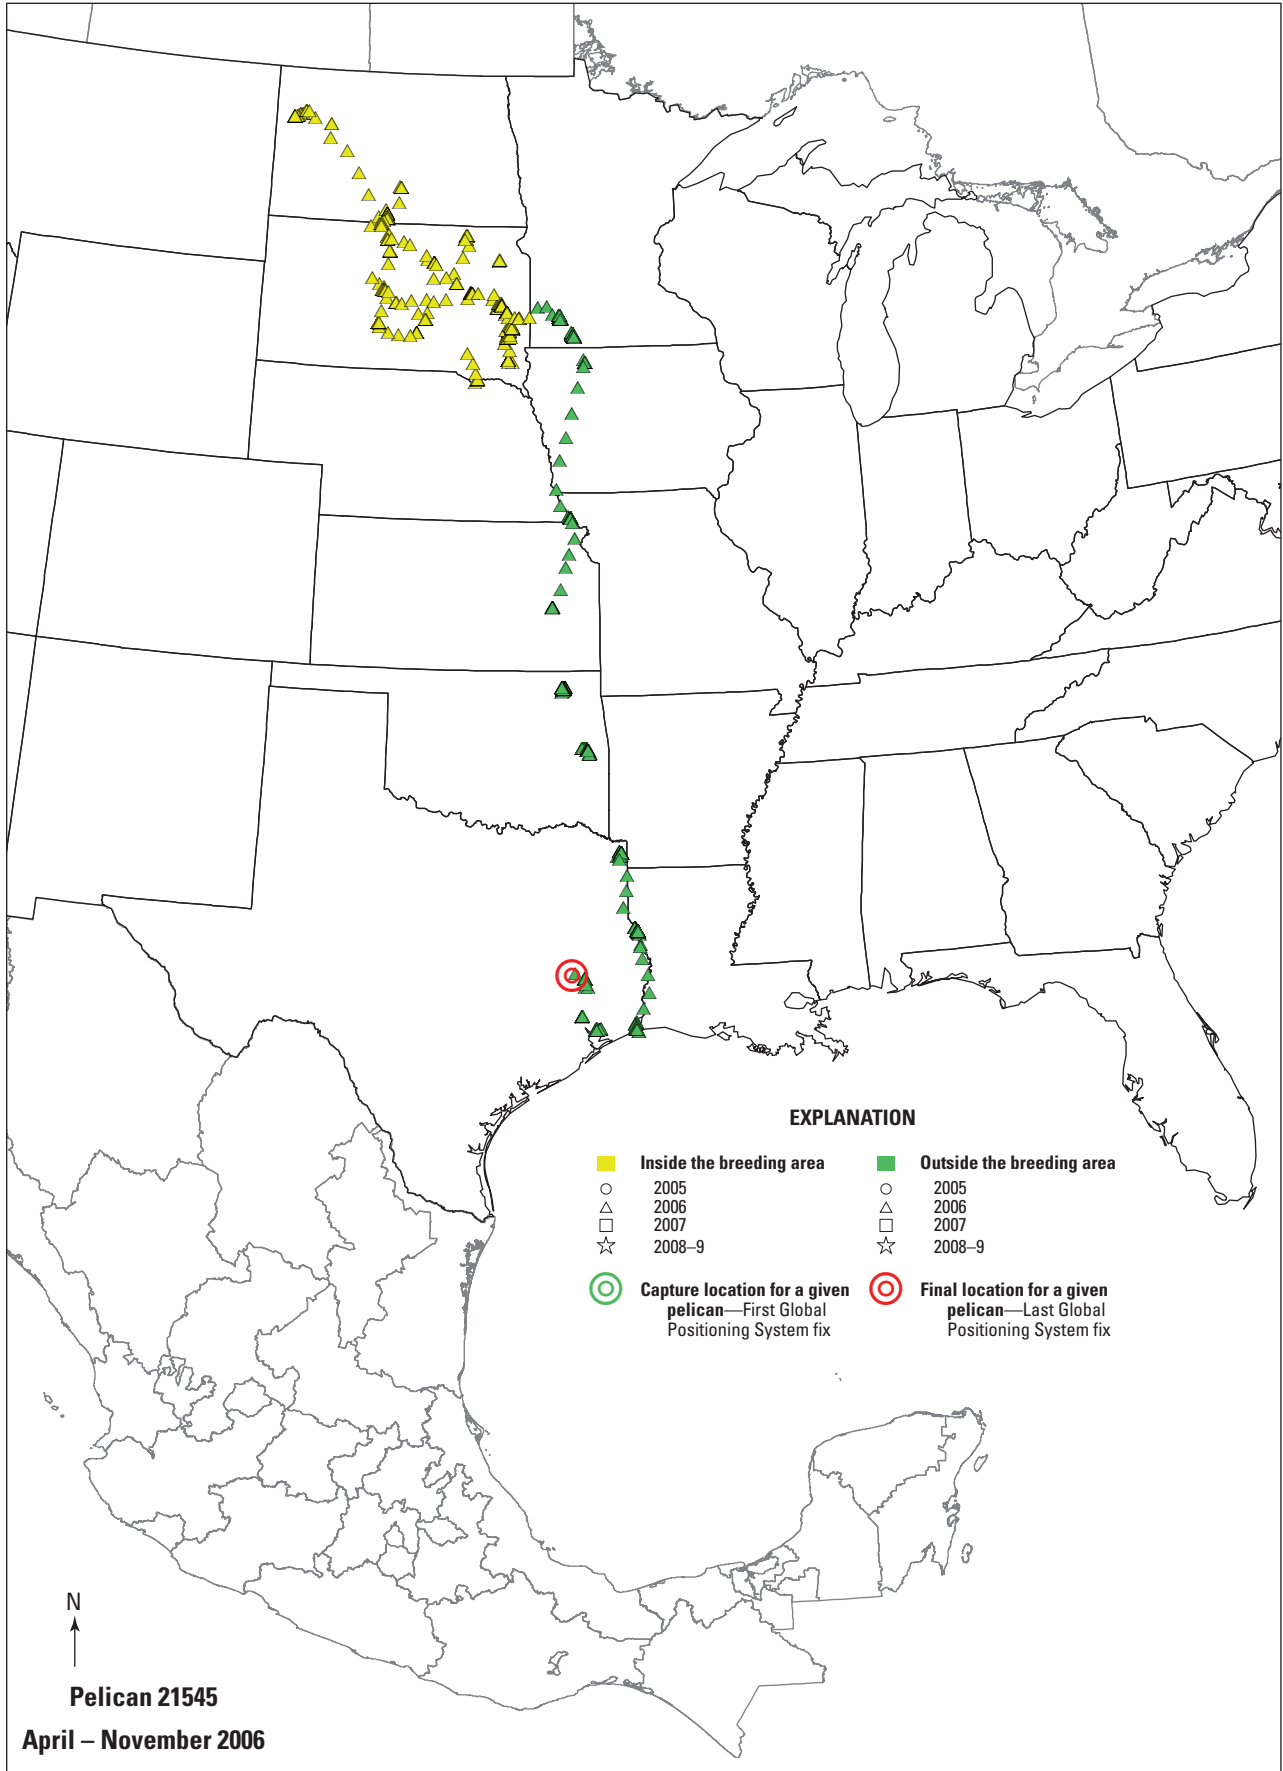 EXPLANATION
Inside the breeding area
2005
2006
2007
2008–9
Capture location for a given
pelican—First Global
Positioning System fix
Outside the breeding area
2005
2006
2007
2008–9
Final location for a given
pelican—Last Global
Positioning System fix
N
Pelican 21545
April – November 2006